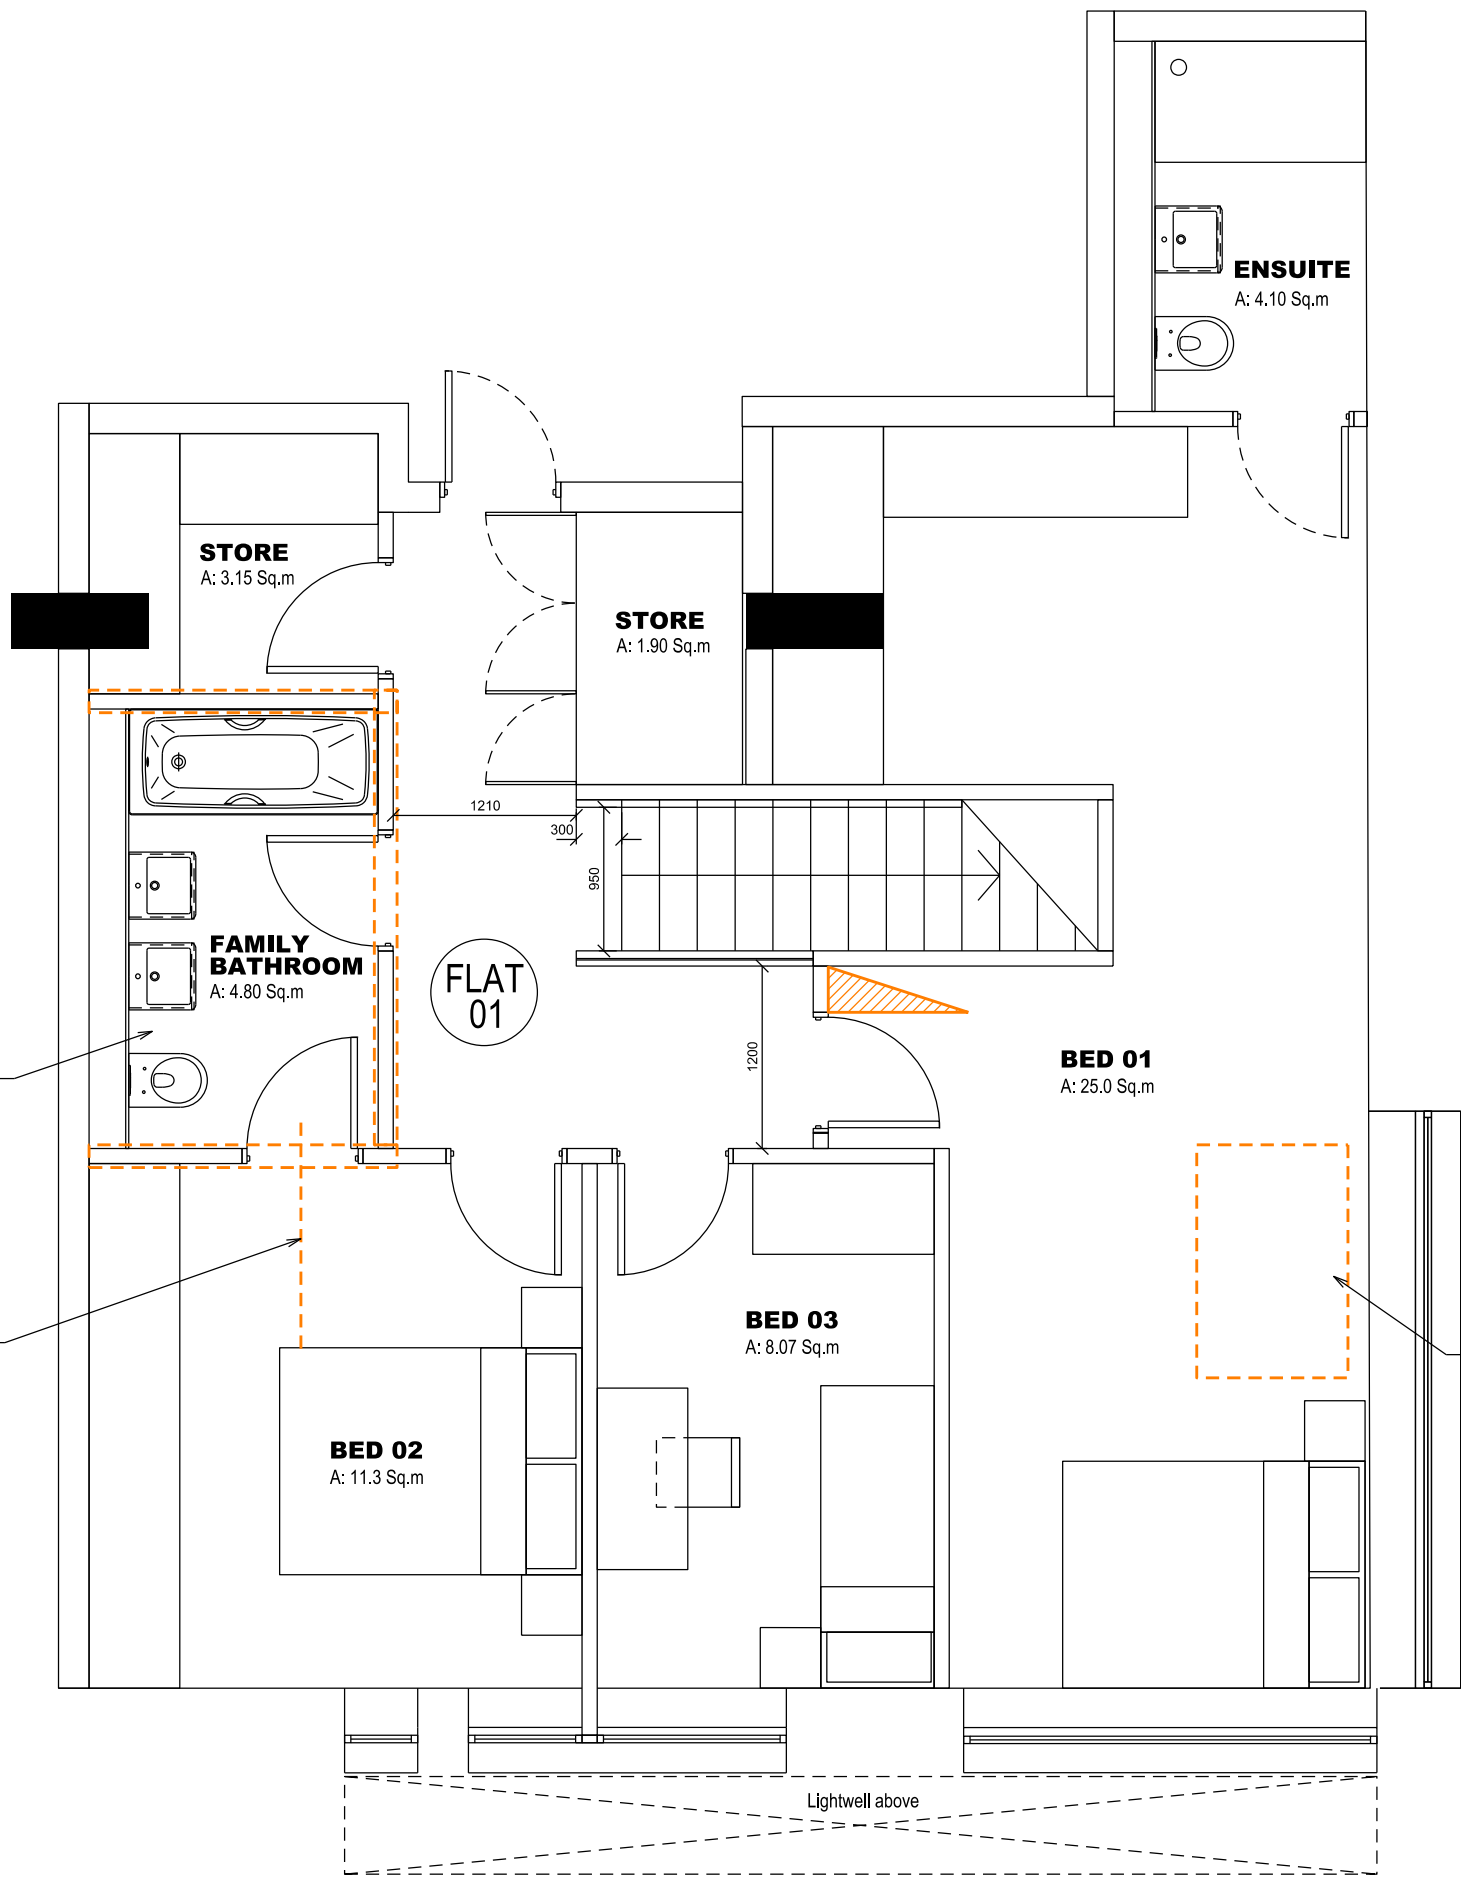 ENSUITE
A: 4.10 Sq.m
STORE
A: 3.15 Sq.m
STORE
A: 1.90 Sq.m
1210
300
950
FAMILY
BATHROOM
A: 4.80 Sq.m
FLAT
01
1200
BED 01
A: 25.0 Sq.m
BED 03
A: 8.07 Sq.m
BED 02
A: 11.3 Sq.m
Lightwell above